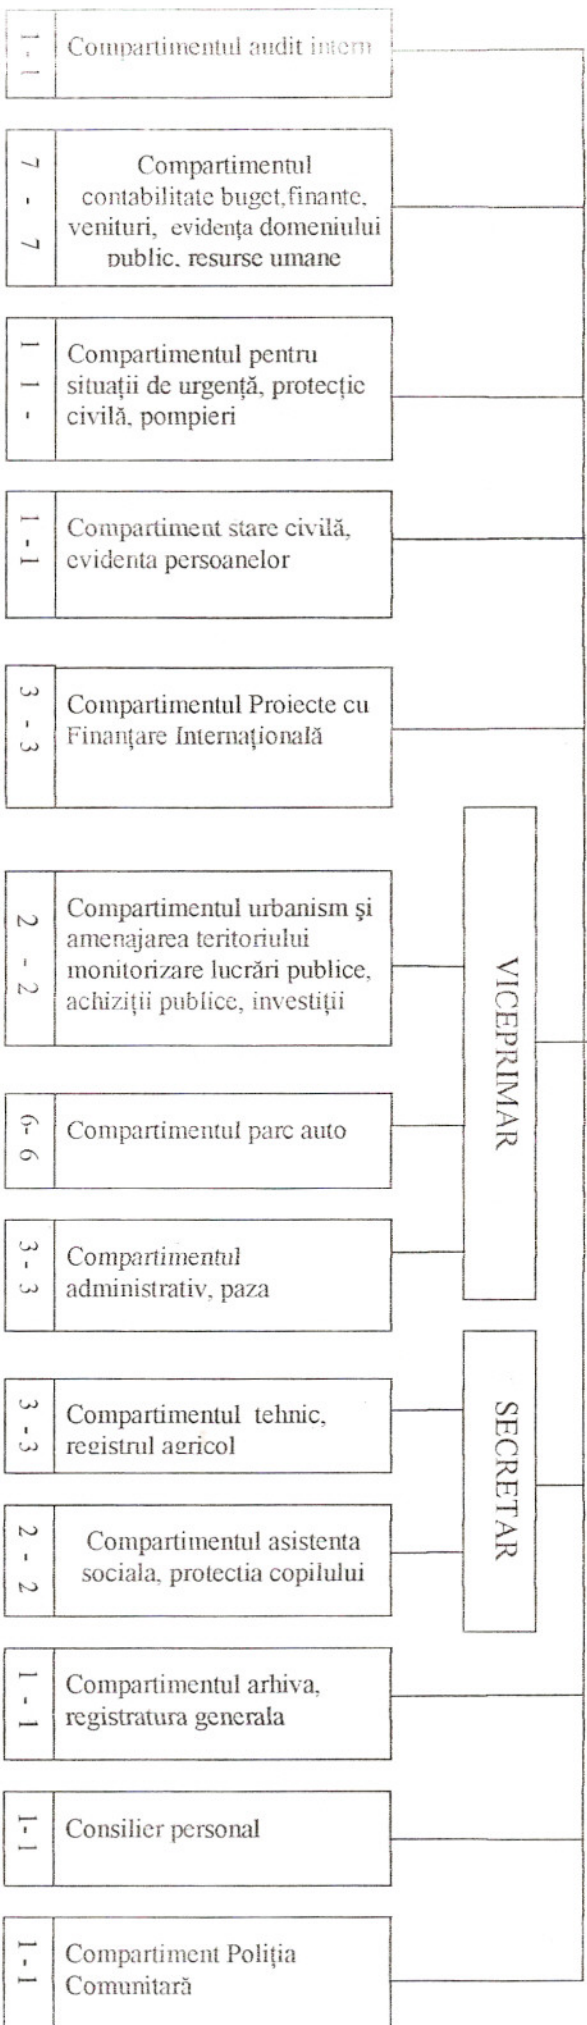 1 - 1
Compartimentul audit intern
7 - 7
Compartimentul
contabilitate buget,finante,
venituri, evidența domeniului
public, resurse umane
1 1 -
Compartimentul pentru
situații de urgență, protecție
civilă, pompieri
1 - 1
Compartiment stare civilă,
evidenta persoanelor
3 - 3
Compartimentul Proiecte cu
Finanțare Internațională
2 - 2
Compartimentul urbanism și
amenajarea teritoriului
monitorizare lucrări publice,
achiziții publice, investiții
6- 6
Compartimentul parc auto
3 - 3
Compartimentul
administrativ, paza
VICEPRIMAR
3 - 3
Compartimentul tehnic,
registrul agricol
2 - 2
Compartimentul asistenta
sociala, protectia copilului
SECRETAR
1 - 1
Compartimentul arhiva,
registratura generala
1- 1
Consilier personal
1 - 1
Compartiment Poliția
Comunitară